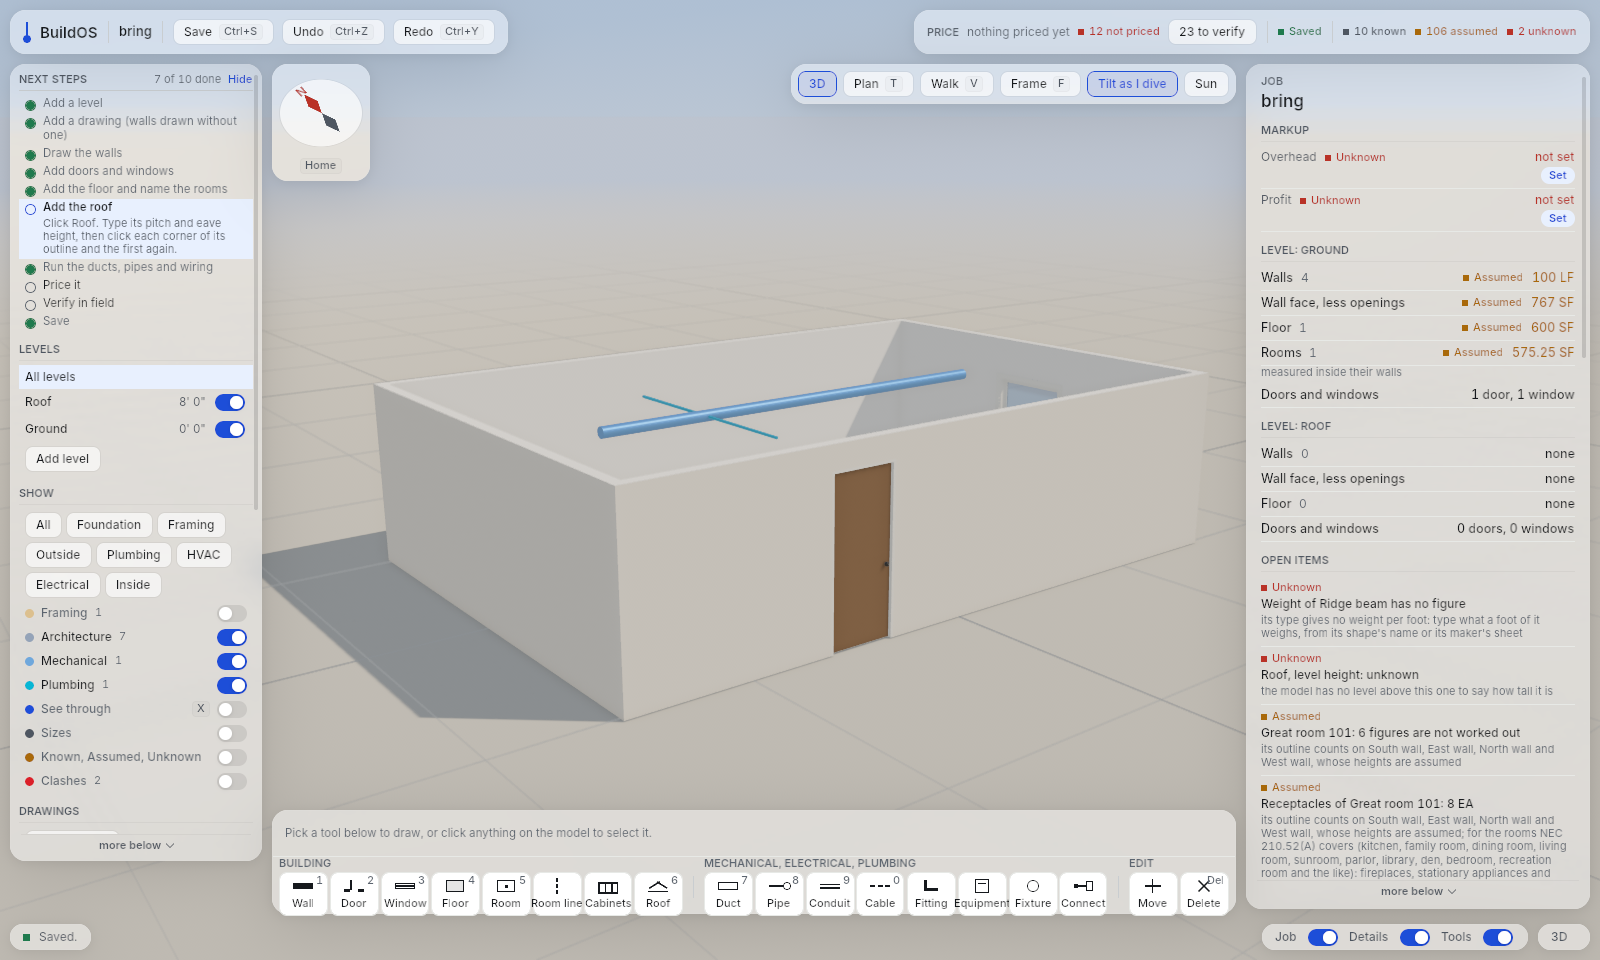 BuildOS
bring
Save Ctrl+S
Undo Ctrl+Z
Redo Ctrl+Y
PRICE nothing priced yet 12 not priced 23 to verify Saved 10 known 106 assumed 2 unknown
NEXT STEPS 7 of 10 done Hide
Add a level
Add a drawing (walls drawn without
one)
Draw the walls
Add doors and windows
Add the floor and name the rooms
Add the roof
Click Roof. Type its pitch and eave
height, then click each corner of its
outline and the first again.
Run the ducts, pipes and wiring
Price it
Verify in field
Save
LEVELS
All levels
Roof 8' 0"
Ground 0' 0"
Add level
SHOW
All Foundation Framing
Outside Plumbing HVAC
Electrical Inside
Framing 1
Architecture 7
Mechanical 1
Plumbing 1
See through X
Sizes
Known, Assumed, Unknown
Clashes 2
DRAWINGS
more below
Saved.
N
Home
3D Plan T Walk V Frame F Tilt as I dive Sun
Pick a tool below to draw, or click anything on the model to select it.
BUILDING
Wall 1
Door 2
Window 3
Floor 4
Room 5
Room line
Cabinets
Roof 6
MECHANICAL, ELECTRICAL, PLUMBING
Duct 7
Pipe 8
Conduit 9
Cable 0
Fitting
Equipment
Fixture
Connect
EDIT
Move
Delete Del
JOB
bring
MARKUP
Overhead Unknown not set
Set
Profit Unknown not set
Set
LEVEL: GROUND
Walls 4 Assumed 100 LF
Wall face, less openings Assumed 767 SF
Floor 1 Assumed 600 SF
Rooms 1 Assumed 575.25 SF
measured inside their walls
Doors and windows 1 door, 1 window
LEVEL: ROOF
Walls 0 none
Wall face, less openings none
Floor 0 none
Doors and windows 0 doors, 0 windows
OPEN ITEMS
Unknown
Weight of Ridge beam has no figure
its type gives no weight per foot: type what a foot of it
weighs, from its shape's name or its maker's sheet
Unknown
Roof, level height: unknown
the model has no level above this one to say how tall it is
Assumed
Great room 101: 6 figures are not worked out
its outline counts on South wall, East wall, North wall and
West wall, whose heights are assumed
Assumed
Receptacles of Great room 101: 8 EA
its outline counts on South wall, East wall, North wall and
West wall, whose heights are assumed; for the rooms NEC
210.52(A) covers (kitchen, family room, dining room, living
room, sunroom, parlor, library, den, bedroom, recreation
room and the like): fireplaces, stationary appliances and
more below
Job Details Tools 3D